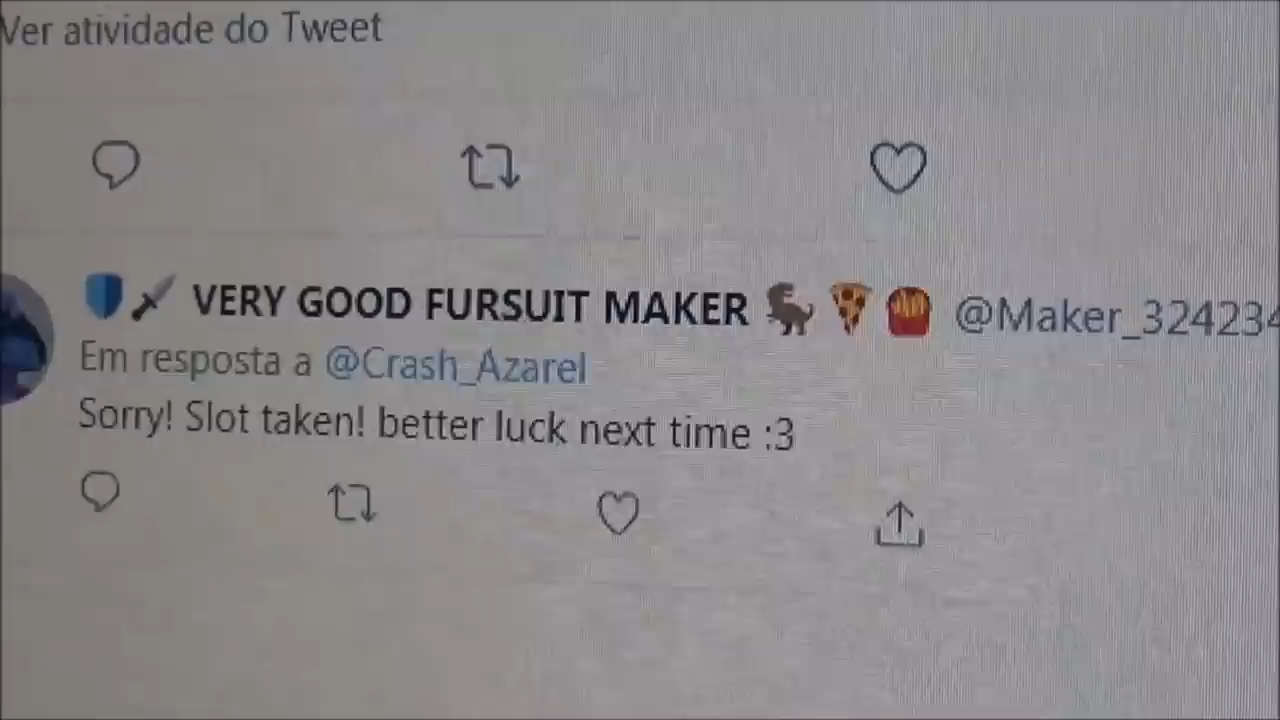 Ver atividade do Tweet
VERY GOOD FURSUIT MAKER @Maker_324234
Em resposta a @Crash_Azarel
Sorry! Slot taken! better luck next time :3